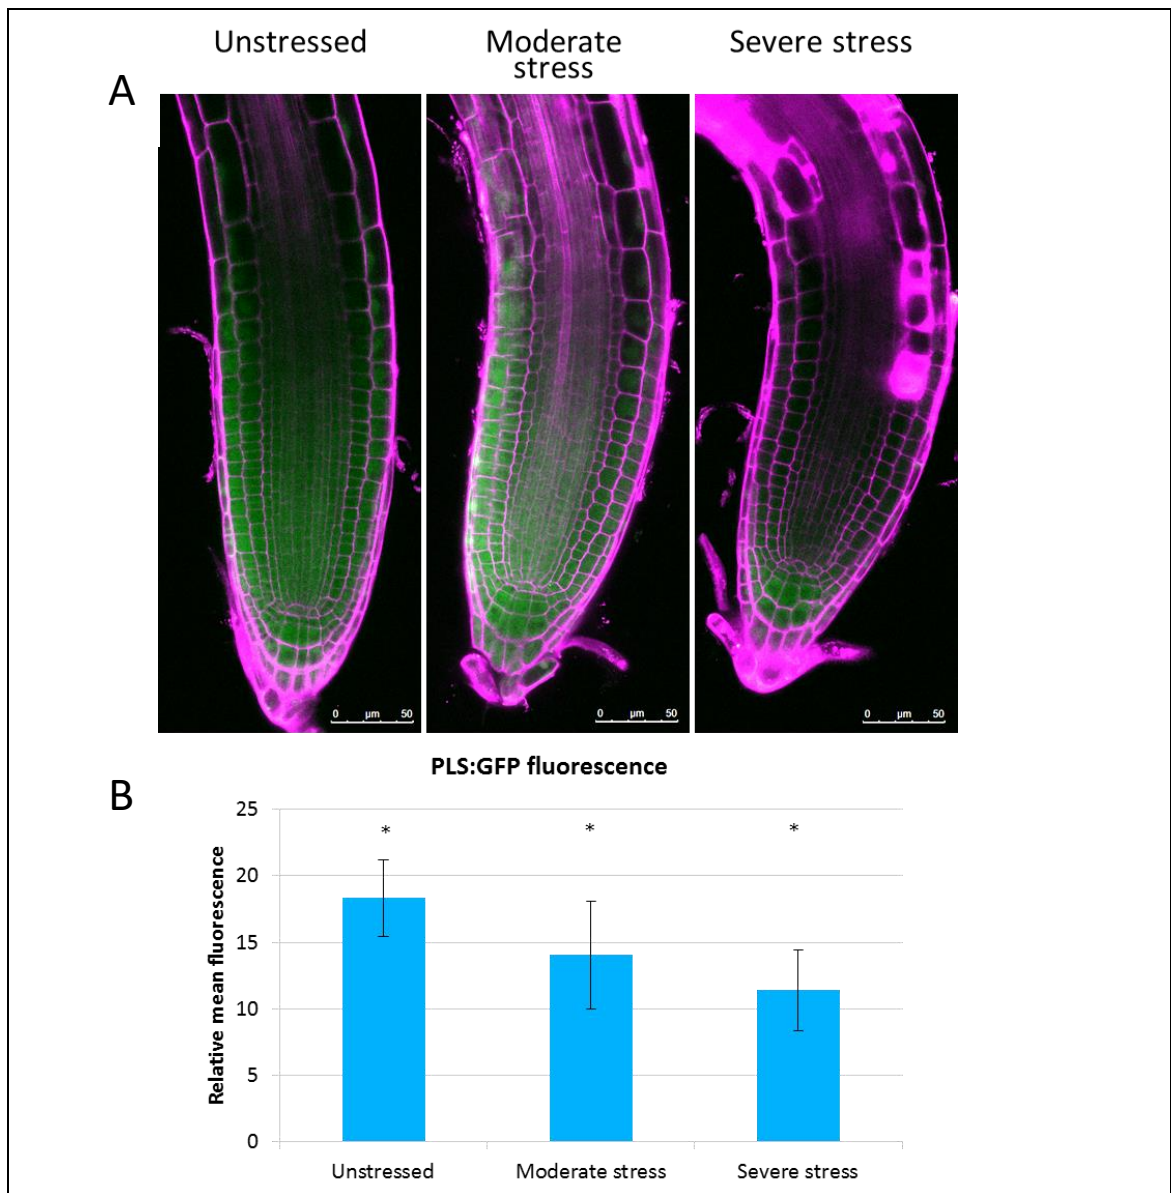 Unstressed
Moderate
stress
Severe stress
A
0 µm 50
0 µm 50
0 µm 50
PLS:GFP fluorescence
B
25
*
*
*
20
15
10
5
0
Relative mean fluorescence
Unstressed
Moderate stress
Severe stress